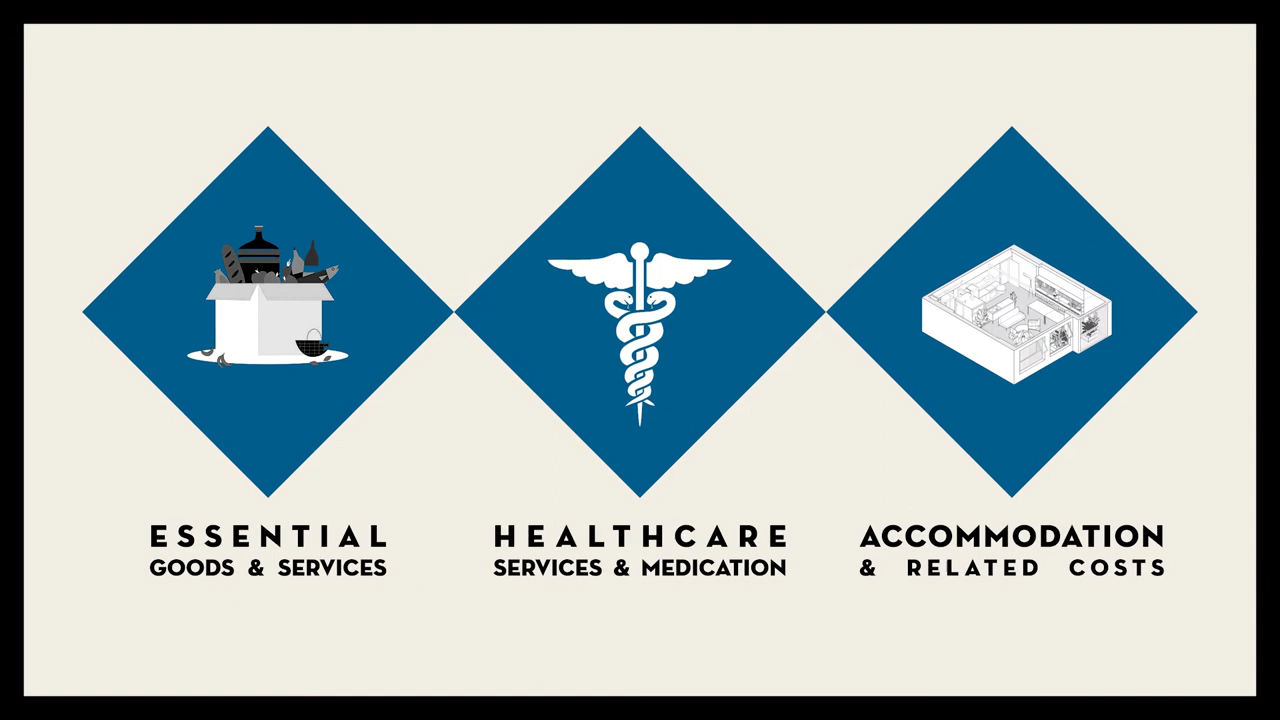 ESSENTIAL
GOODS & SERVICES
HEALTHCARE
SERVICES & MEDICATION
ACCOMMODATION
& RELATED COSTS